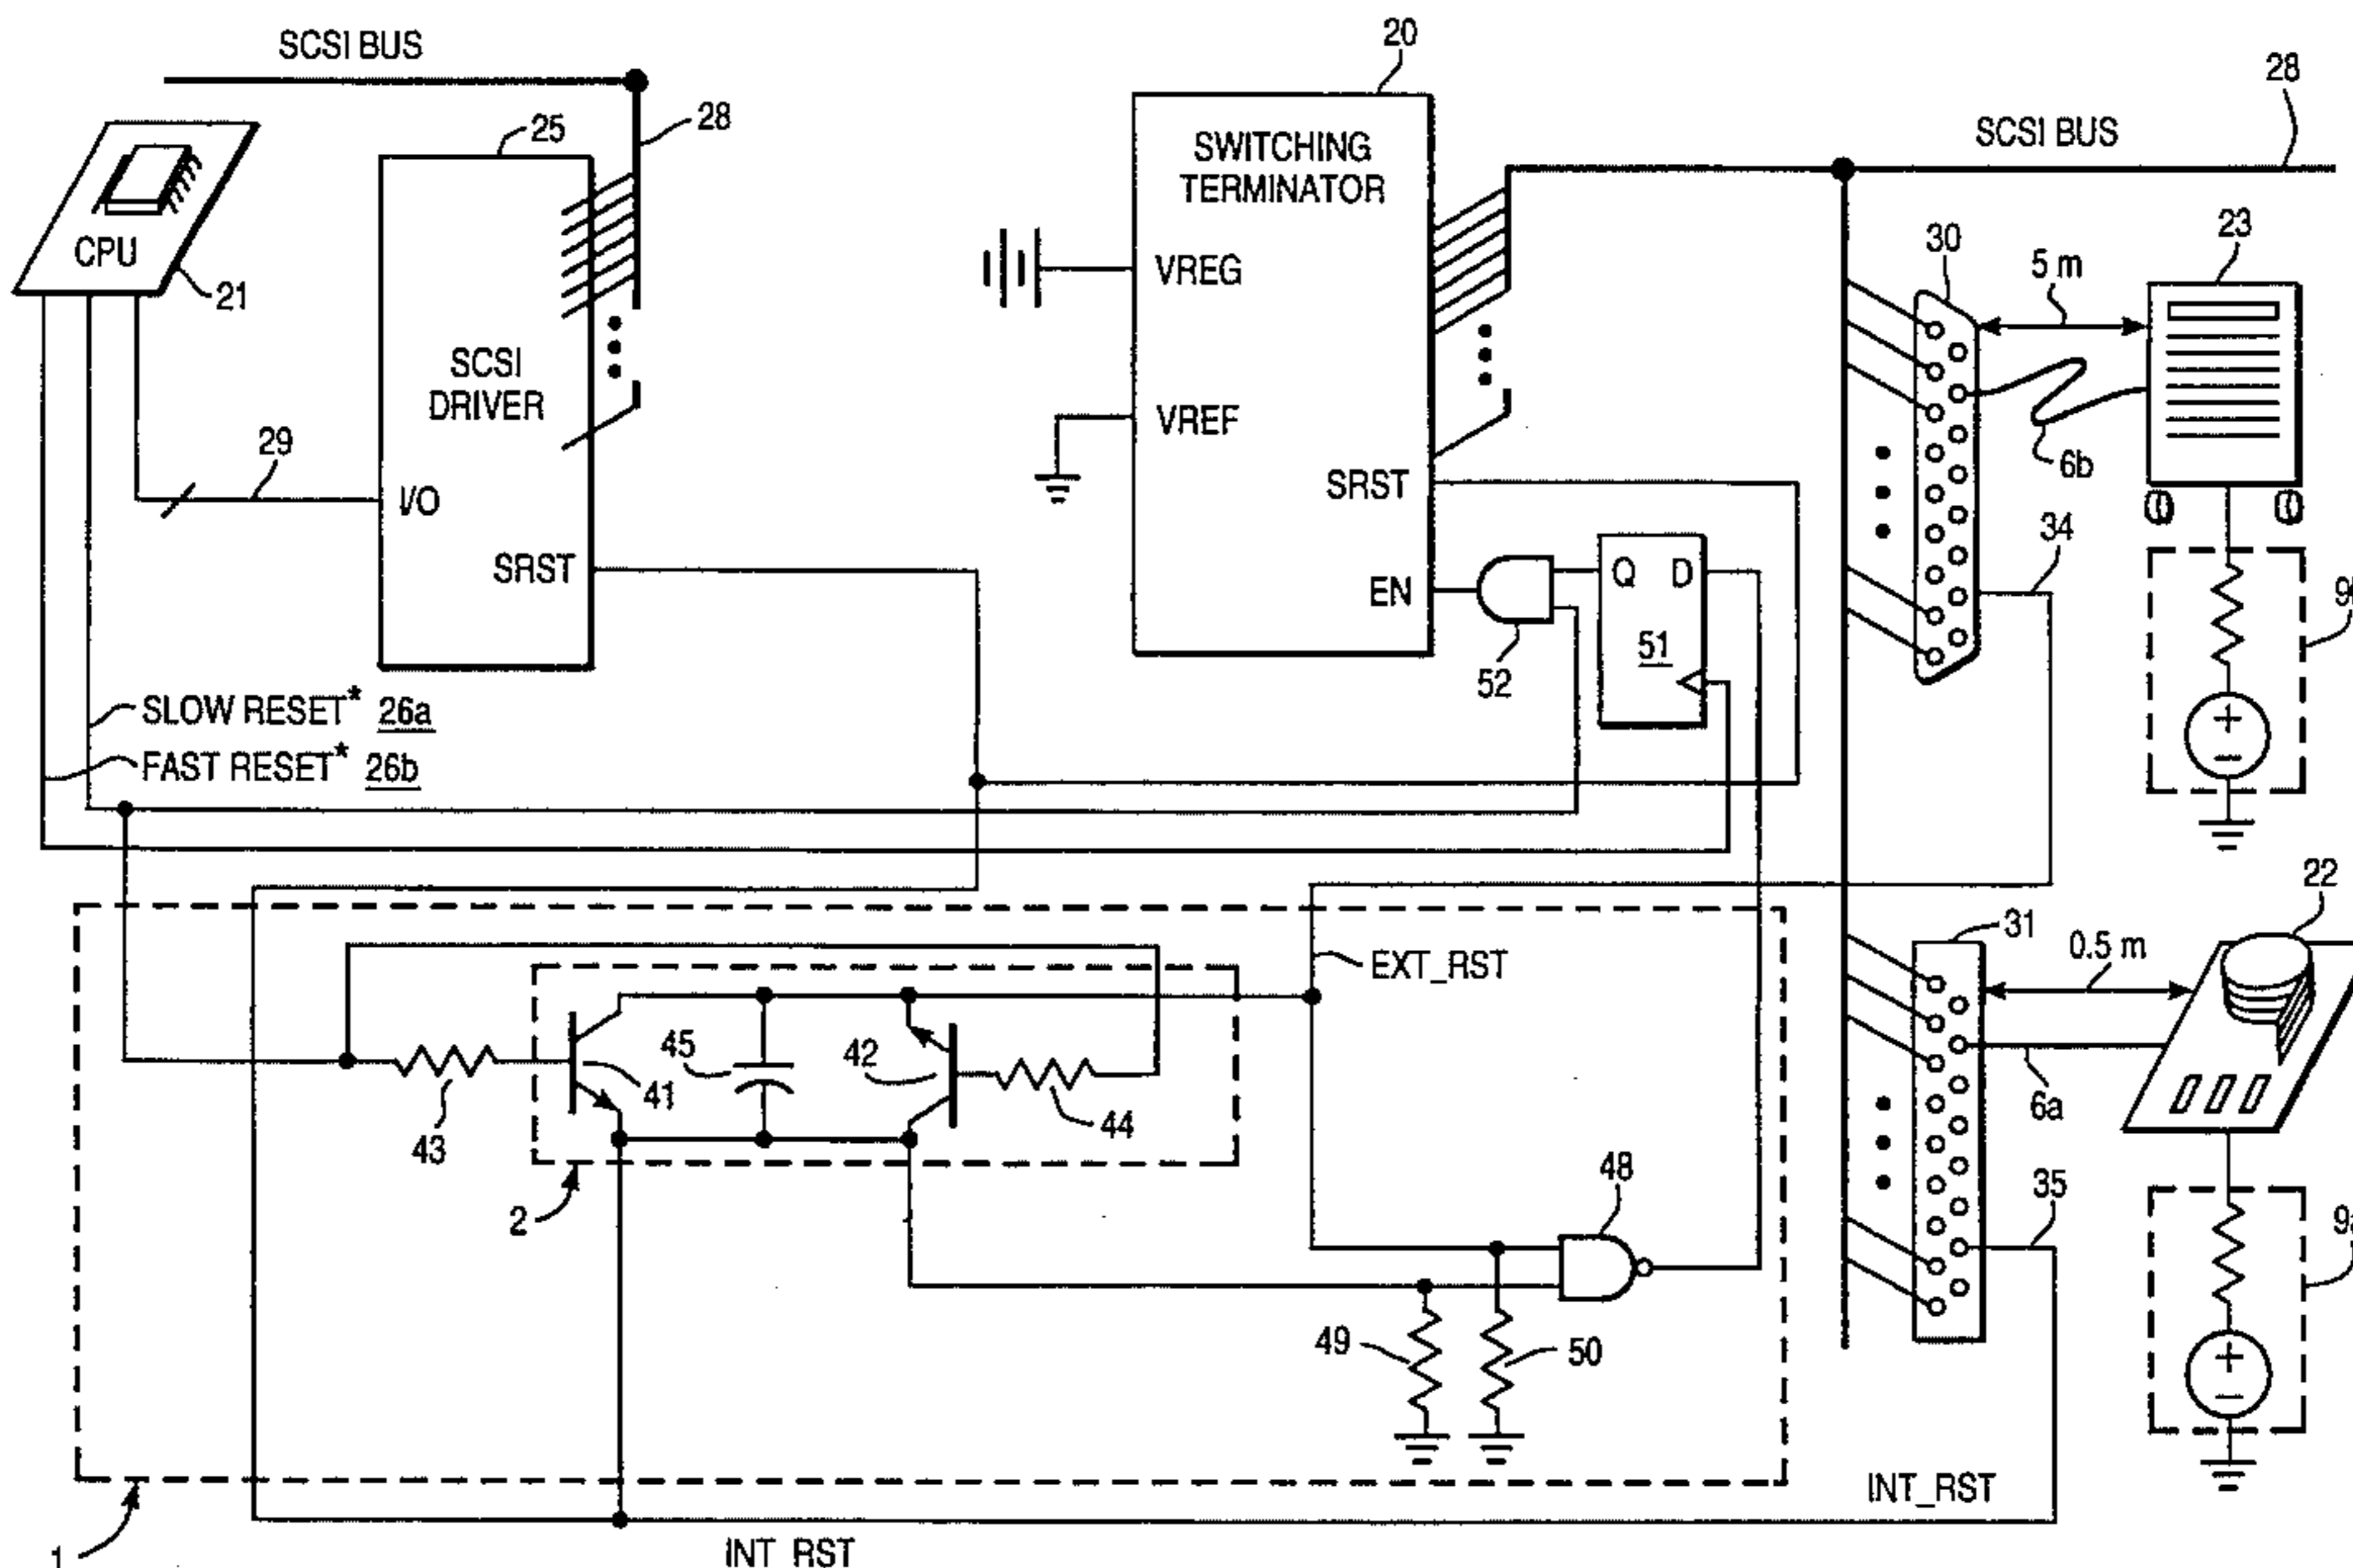 SCSI BUS
28
25
CPU
21
SCSI
DRIVER
29
I/O
SRST
SLOW RESET* 26a
FAST RESET* 26b
20
SWITCHING
TERMINATOR
VREG
VREF
SRST
EN
52
Q D
51
SCSI BUS
28
30
5 m
23
6b
34
EXT_RST
31
0.5 m
22
6a
35
43
41
45
42
44
2
48
49
50
1
INT_RST
INT_RST